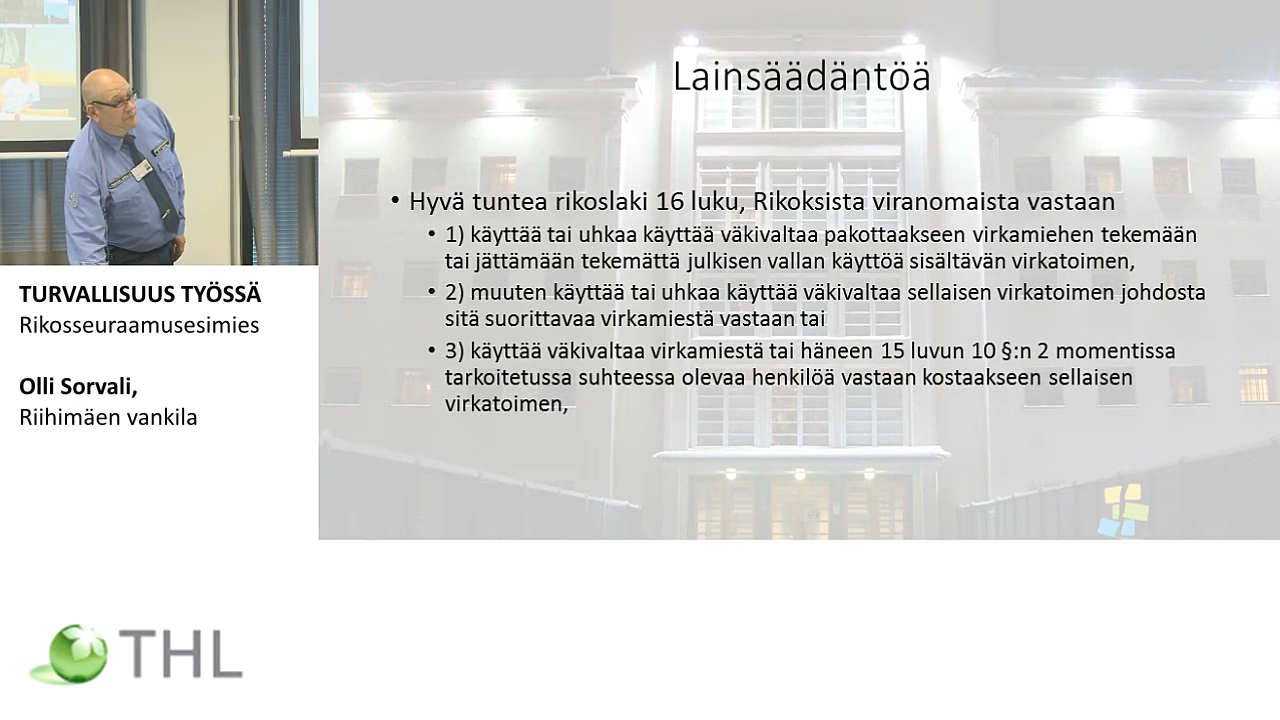 Lainsäädäntöä
• Hyvä tuntea rikoslaki 16 luku, Rikoksista viranomaista vastaan
• 1) käyttää tai uhkaa käyttää väkivaltaa pakottaakseen virkamiehen tekemään
tai jättämään tekemättä julkisen vallan käyttöä sisältävän virkatoimen,
• 2) muuten käyttää tai uhkaa käyttää väkivaltaa sellaisen virkatoimen johdosta
sitä suorittavaa virkamiestä vastaan tai
• 3) käyttää väkivaltaa virkamiestä tai häneen 15 luvun 10 §:n 2 momentissa
tarkoitetussa suhteessa olevaa henkilöä vastaan kostaakseen sellaisen
virkatoimen,
TURVALLISUUS TYÖSSÄ
Rikosseuraamusesimies
Olli Sorvali,
Riihimäen vankila
THL